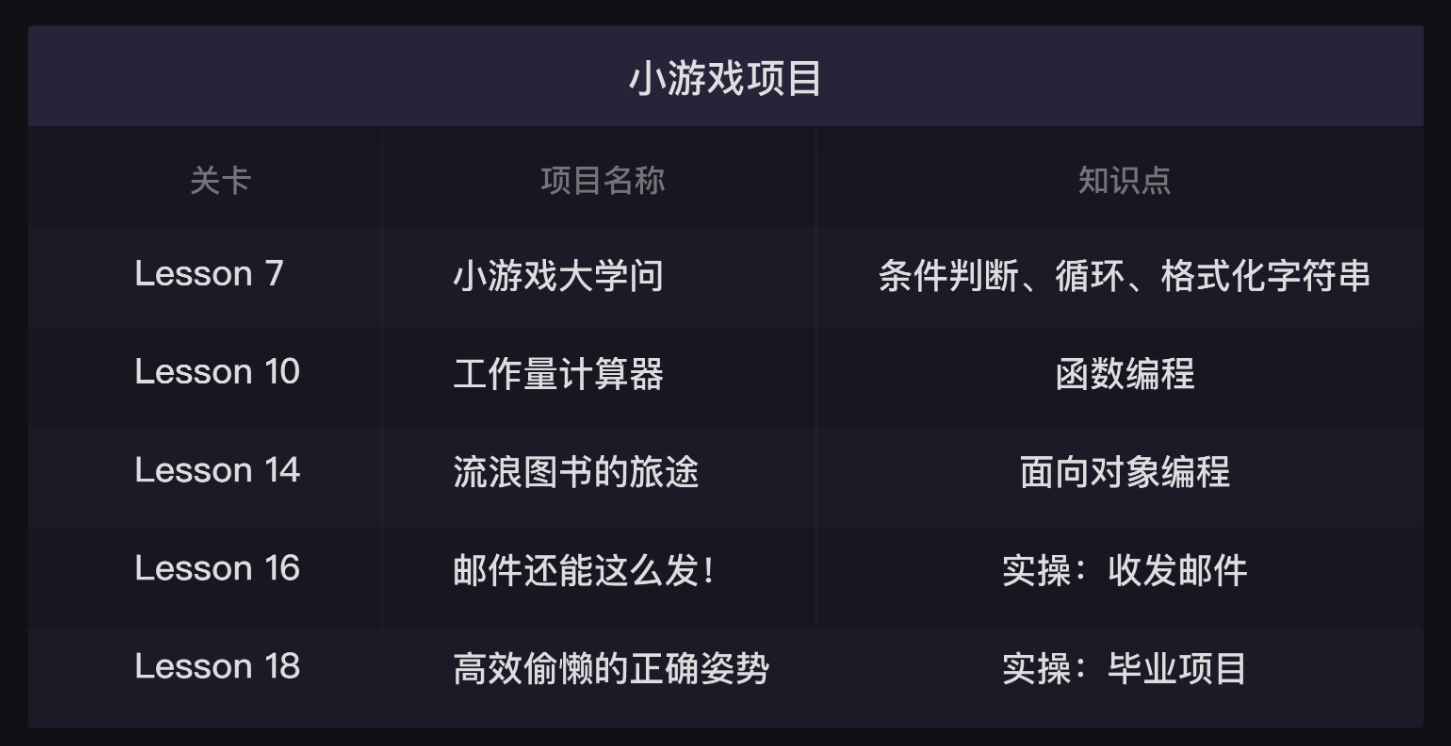 小游戏项目
关卡 项目名称 知识点
Lesson 7 小游戏大学问 条件判断、循环、格式化字符串
Lesson 10 工作量计算器 函数编程
Lesson 14 流浪图书的旅途 面向对象编程
Lesson 16 邮件还能这么发！ 实操：收发邮件
Lesson 18 高效偷懒的正确姿势 实操：毕业项目